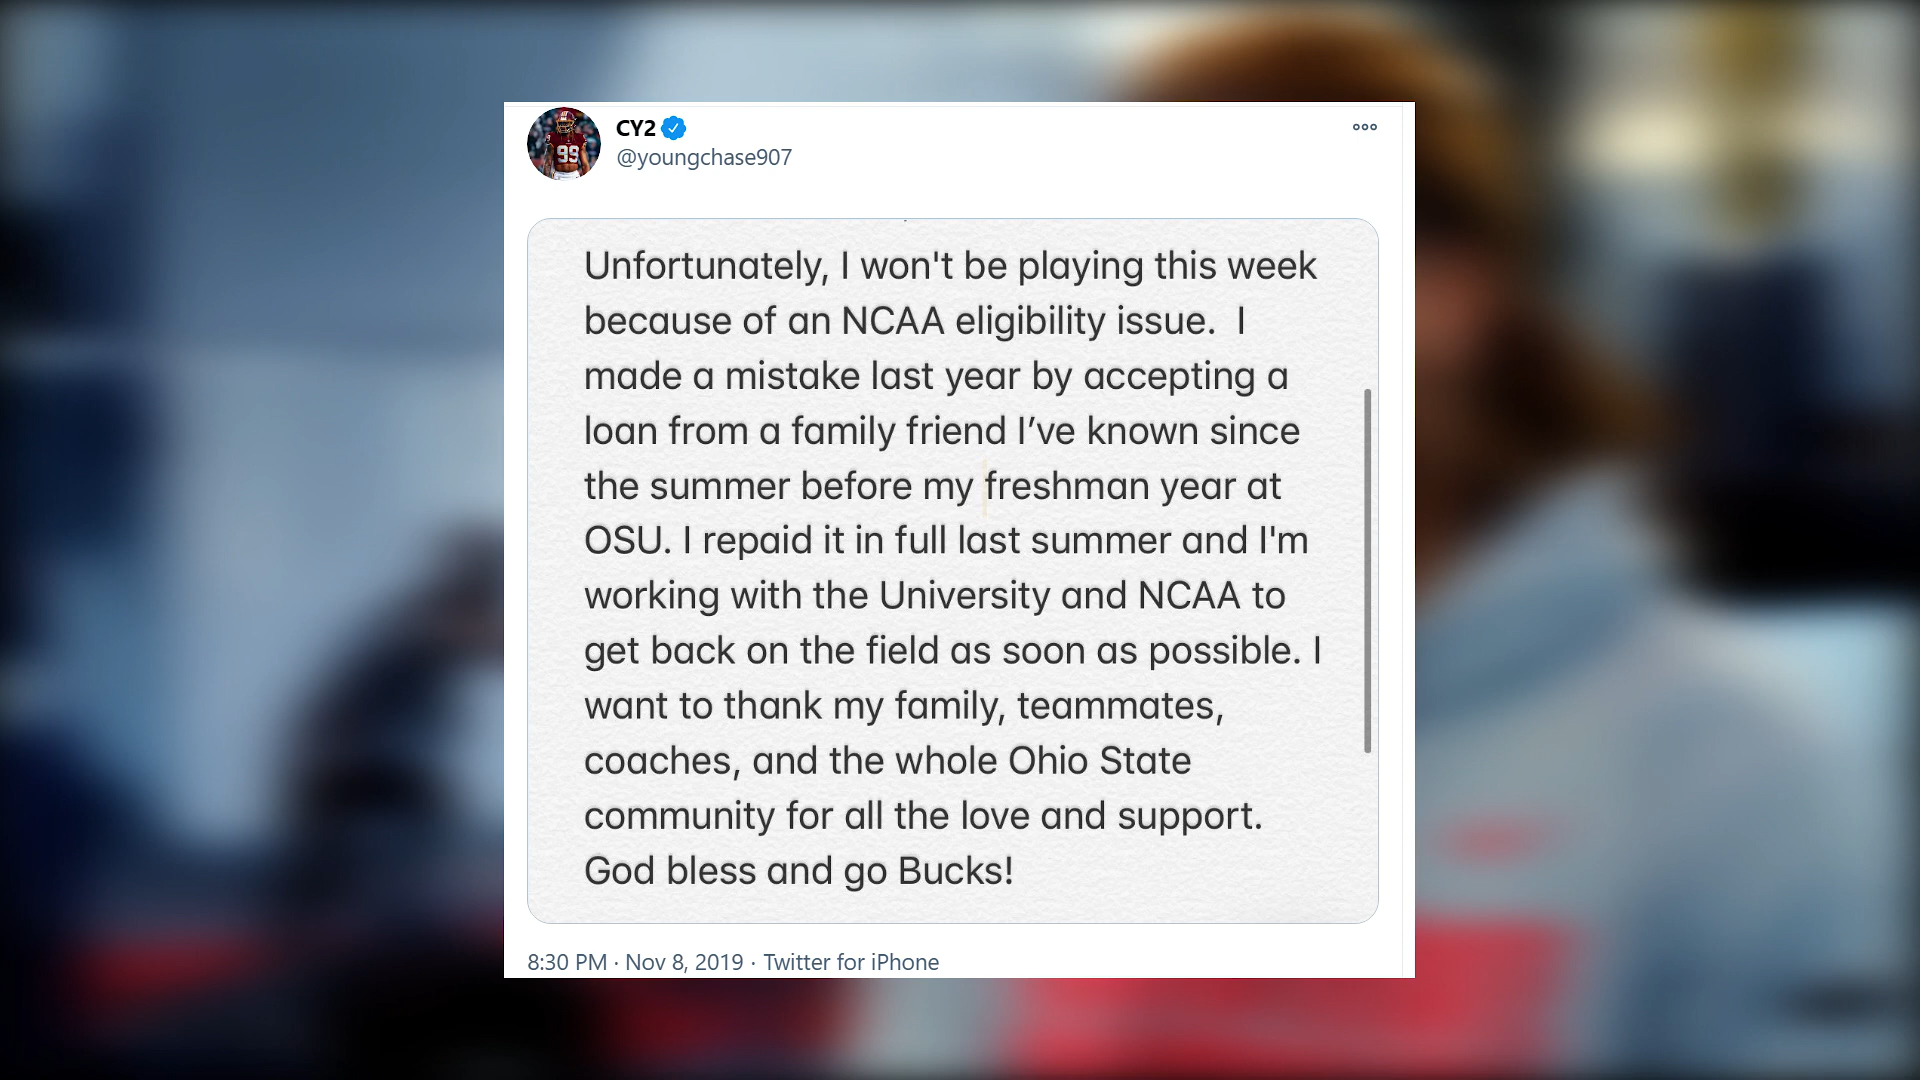 CY2
@youngchase907
99
Unfortunately, I won't be playing this week
because of an NCAA eligibility issue.  I
made a mistake last year by accepting a
loan from a family friend I’ve known since
the summer before my freshman year at
OSU. I repaid it in full last summer and I'm
working with the University and NCAA to
get back on the field as soon as possible. I
want to thank my family, teammates,
coaches, and the whole Ohio State
community for all the love and support.
God bless and go Bucks!
8:30 PM · Nov 8, 2019 · Twitter for iPhone